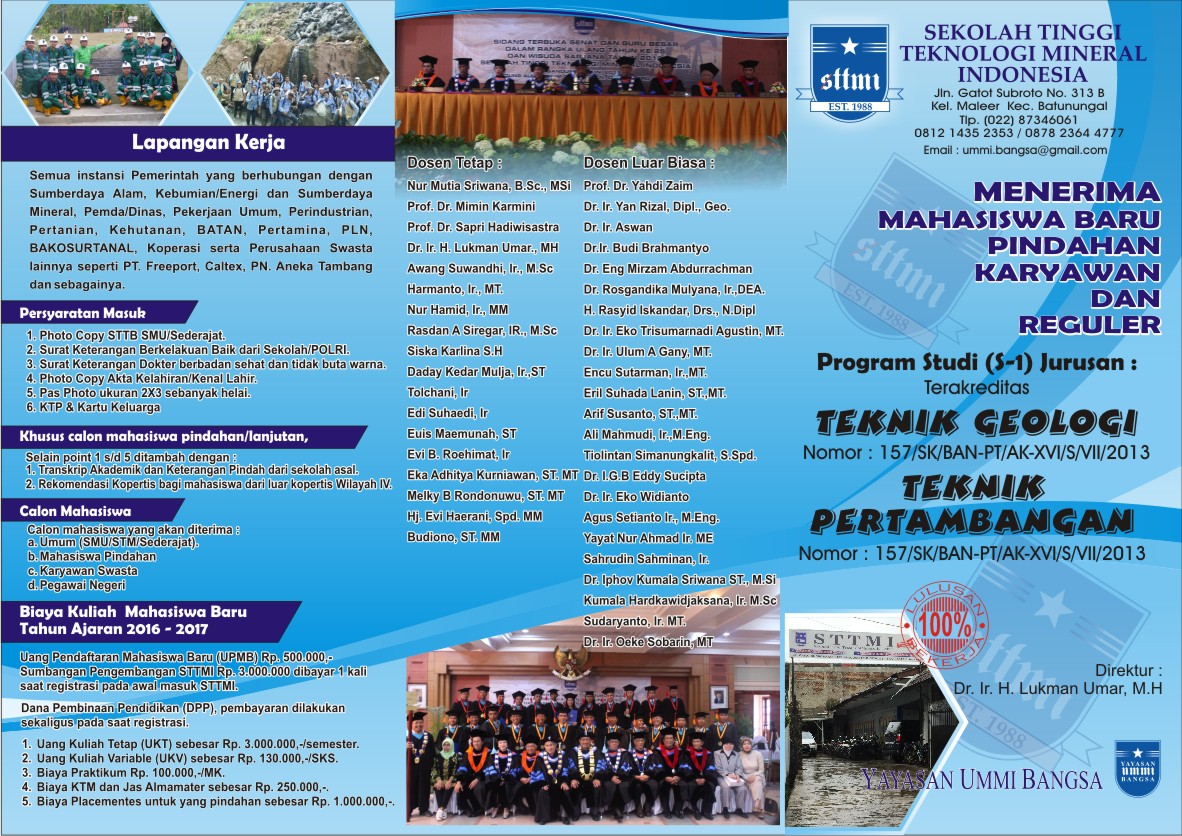 Lapangan Kerja
Semua instansi Pemerintah yang berhubungan dengan
Sumberdaya Alam, Kebumian/Energi dan Sumberdaya
Mineral, Pemda/Dinas, Pekerjaan Umum, Perindustrian,
Pertanian, Kehutanan, BATAN, Pertamina, PLN,
BAKOSURTANAL, Koperasi serta Perusahaan Swasta
lainnya seperti PT. Freeport, Caltex, PN. Aneka Tambang
dan sebagainya.
Persyaratan Masuk
1. Photo Copy STTB SMU/Sederajat.
2. Surat Keterangan Berkelakuan Baik dari Sekolah/POLRI.
3. Surat Keterangan Dokter berbadan sehat dan tidak buta warna.
4. Photo Copy Akta Kelahiran/Kenal Lahir.
5. Pas Photo ukuran 2X3 sebanyak helai.
6. KTP & Kartu Keluarga
Khusus calon mahasiswa pindahan/lanjutan,
Selain point 1 s/d 5 ditambah dengan :
1. Transkrip Akademik dan Keterangan Pindah dari sekolah asal.
2. Rekomendasi Kopertis bagi mahasiswa dari luar kopertis Wilayah IV.
Calon Mahasiswa
Calon mahasiswa yang akan diterima :
a. Umum (SMU/STM/Sederajat).
b. Mahasiswa Pindahan
c. Karyawan Swasta
d. Pegawai Negeri
Biaya Kuliah Mahasiswa Baru
Tahun Ajaran 2016 - 2017
Uang Pendaftaran Mahasiswa Baru (UPMB) Rp. 500.000,-
Sumbangan Pengembangan STTMI Rp. 3.000.000 dibayar 1 kali
saat registrasi pada awal masuk STTMI.
Dana Pembinaan Pendidikan (DPP), pembayaran dilakukan
sekaligus pada saat registrasi.
1. Uang Kuliah Tetap (UKT) sebesar Rp. 3.000.000,-/semester.
2. Uang Kuliah Variable (UKV) sebesar Rp. 130.000,-/SKS.
3. Biaya Praktikum Rp. 100.000,-/MK.
4. Biaya KTM dan Jas Almamater sebesar Rp. 250.000,-.
5. Biaya Placementes untuk yang pindahan sebesar Rp. 1.000.000,-.
SIDANG TERBUKA SENAT DAN GURU BESAR
DALAM RANGKA ULANG TAHUN KE 25
DAN WISUDA SARJANA
Dosen Tetap :
Nur Mutia Sriwana, B.Sc., MSi
Prof. Dr. Mimin Karmini
Prof. Dr. Sapri Hadiwisastra
Dr. Ir. H. Lukman Umar., MH
Awang Suwandhi, Ir., M.Sc
Harmanto, Ir., MT.
Nur Hamid, Ir., MM
Rasdan A Siregar, IR., M.Sc
Siska Karlina S.H
Daday Kedar Mulja, Ir.,ST
Tolchani, Ir
Edi Suhaedi, Ir
Euis Maemunah, ST
Evi B. Roehimat, Ir
Eka Adhitya Kurniawan, ST. MT
Melky B Rondonuwu, ST. MT
Hj. Evi Haerani, Spd. MM
Budiono, ST. MM
Dosen Luar Biasa :
Prof. Dr. Yahdi Zaim
Dr. Ir. Yan Rizal, Dipl., Geo.
Dr. Ir. Aswan
Dr.Ir. Budi Brahmantyo
Dr. Eng Mirzam Abdurrachman
Dr. Rosgandika Mulyana, Ir.,DEA.
H. Rasyid Iskandar, Drs., N.Dipl
Dr. Ir. Eko Trisumarnadi Agustin, MT.
Dr. Ir. Ulum A Gany, MT.
Encu Sutarman, Ir.,MT.
Eril Suhada Lanin, ST.,MT.
Arif Susanto, ST.,MT.
Ali Mahmudi, Ir.,M.Eng.
Tiolintan Simanungkalit, S.Spd.
Dr. I.G.B Eddy Sucipta
Dr. Ir. Eko Widianto
Agus Setianto Ir., M.Eng.
Yayat Nur Ahmad Ir. ME
Sahrudin Sahminan, Ir.
Dr. Iphov Kumala Sriwana ST., M.Si
Kumala Hardkawidjaksana, Ir. M.Sc
Sudaryanto, Ir. MT.
Dr. Ir. Oeke Sobarin, MT
sttmi
EST. 1988
SEKOLAH TINGGI
TEKNOLOGI MINERAL
INDONESIA
Jln. Gatot Subroto No. 313 B
Kel. Maleer Kec. Batunungal
Tlp. (022) 87346061
0812 1435 2353 / 0878 2364 4777
Email : ummi.bangsa@gmail.com
sttmi
EST. 1988
MENERIMA
MAHASISWA BARU
PINDAHAN
KARYAWAN
DAN
REGULER
Program Studi (S-1) Jurusan :
Terakreditas
TEKNIK GEOLOGI
Nomor : 157/SK/BAN-PT/AK-XVI/S/VII/2013
TEKNIK
PERTAMBANGAN
Nomor : 157/SK/BAN-PT/AK-XVI/S/VII/2013
LULUSAN
100%
BEKERJA
STTMI
sttmi
EST. 1988
Direktur :
Dr. Ir. H. Lukman Umar, M.H
YAYASAN UMMI BANGSA
YAYASAN
ummi
BANGSA